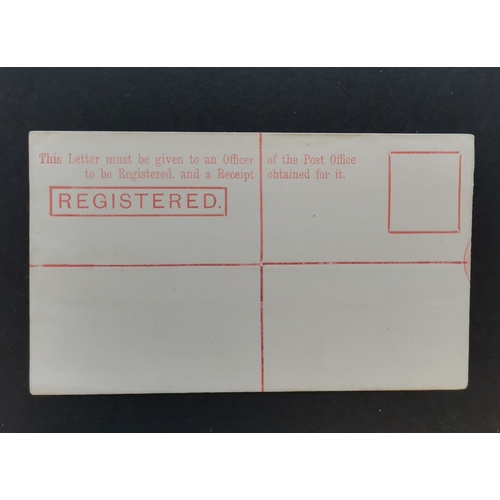 This Letter must be given to an Officer of the Post Office
to be Registered, and a Receipt obtained for it.
REGISTERED.